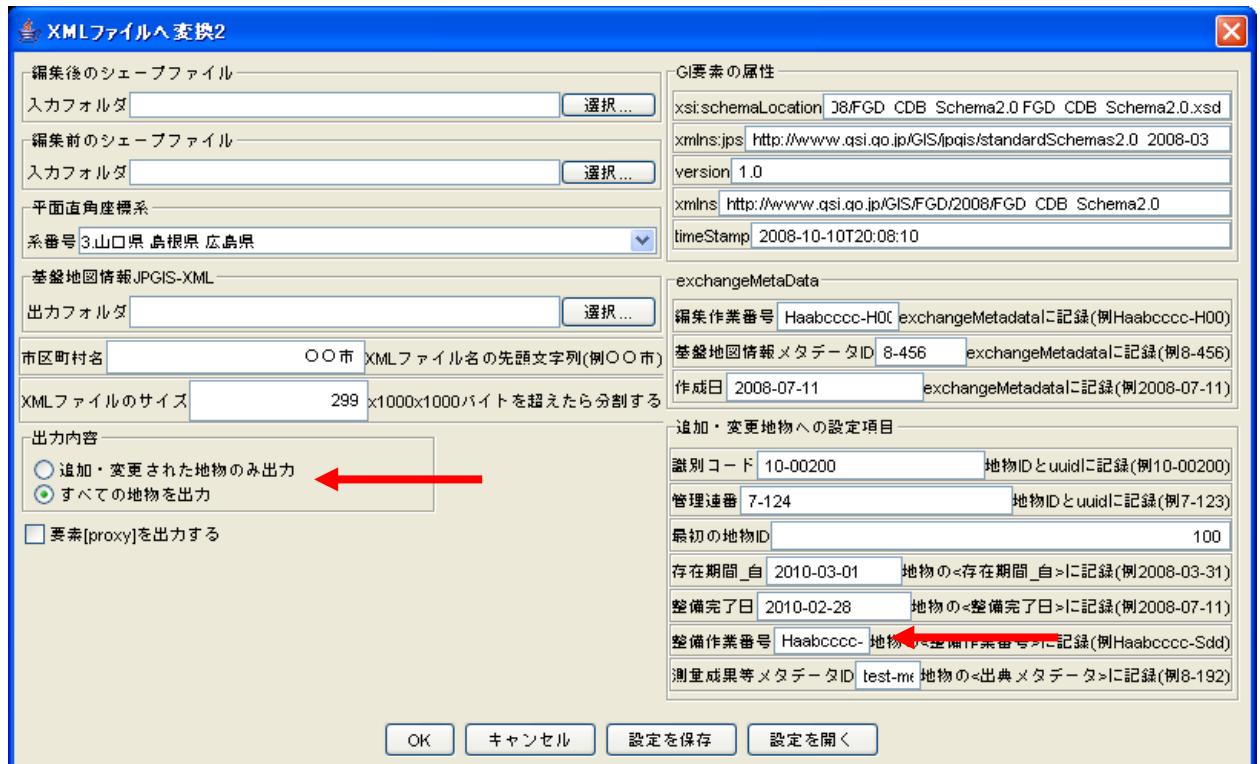 XMLファイルへ変換2
編集後のシェープファイル
入力フォルダ 選択...
編集前のシェープファイル
入力フォルダ 選択...
平面直角座標系
系番号 3.山口県 島根県 広島県
基盤地図情報JPGIS-XML
出力フォルダ 選択...
市区町村名 〇〇市 XMLファイル名の先頭文字列(例〇〇市)
XMLファイルのサイズ 299 x1000x1000バイトを超えたら分割する
出力内容
追加・変更された地物のみ出力
すべての地物を出力
要素[proxy]を出力する
GI要素の属性
xsi:schemaLocation 08/FGD_CDB_Schema2.0 FGD_CDB_Schema2.0.xsd
xmlns:jps http://www.gsi.go.jp/GIS/jpgis/standardSchemas2.0_2008-03
version 1.0
xmlns http://www.gsi.go.jp/GIS/FGD/2008/FGD_CDB_Schema2.0
timeStamp 2008-10-10T20:08:10
exchangeMetaData
編集作業番号 Haabcccc-H0( exchangeMetadataに記録(例Haabcccc-H00)
基盤地図情報メタデータID 8-456 exchangeMetadataに記録(例8-456)
作成日 2008-07-11 exchangeMetadataに記録(例2008-07-11)
追加・変更地物への設定項目
識別コード 10-00200 地物IDとuuidに記録(例10-00200)
管理連番 7-124 地物IDとuuidに記録(例7-123)
最初の地物ID 100
存在期間_自 2010-03-01 地物の<存在期間_自>に記録(例2008-03-31)
整備完了日 2010-02-28 地物の<整備完了日>に記録(例2008-07-11)
整備作業番号 Haabcccc- 地物の<整備作業番号>に記録(例Haabcccc-Sdd)
測量成果等メタデータID test-me 地物の<出典メタデータ>に記録(例8-192)
OK キャンセル 設定を保存 設定を開く